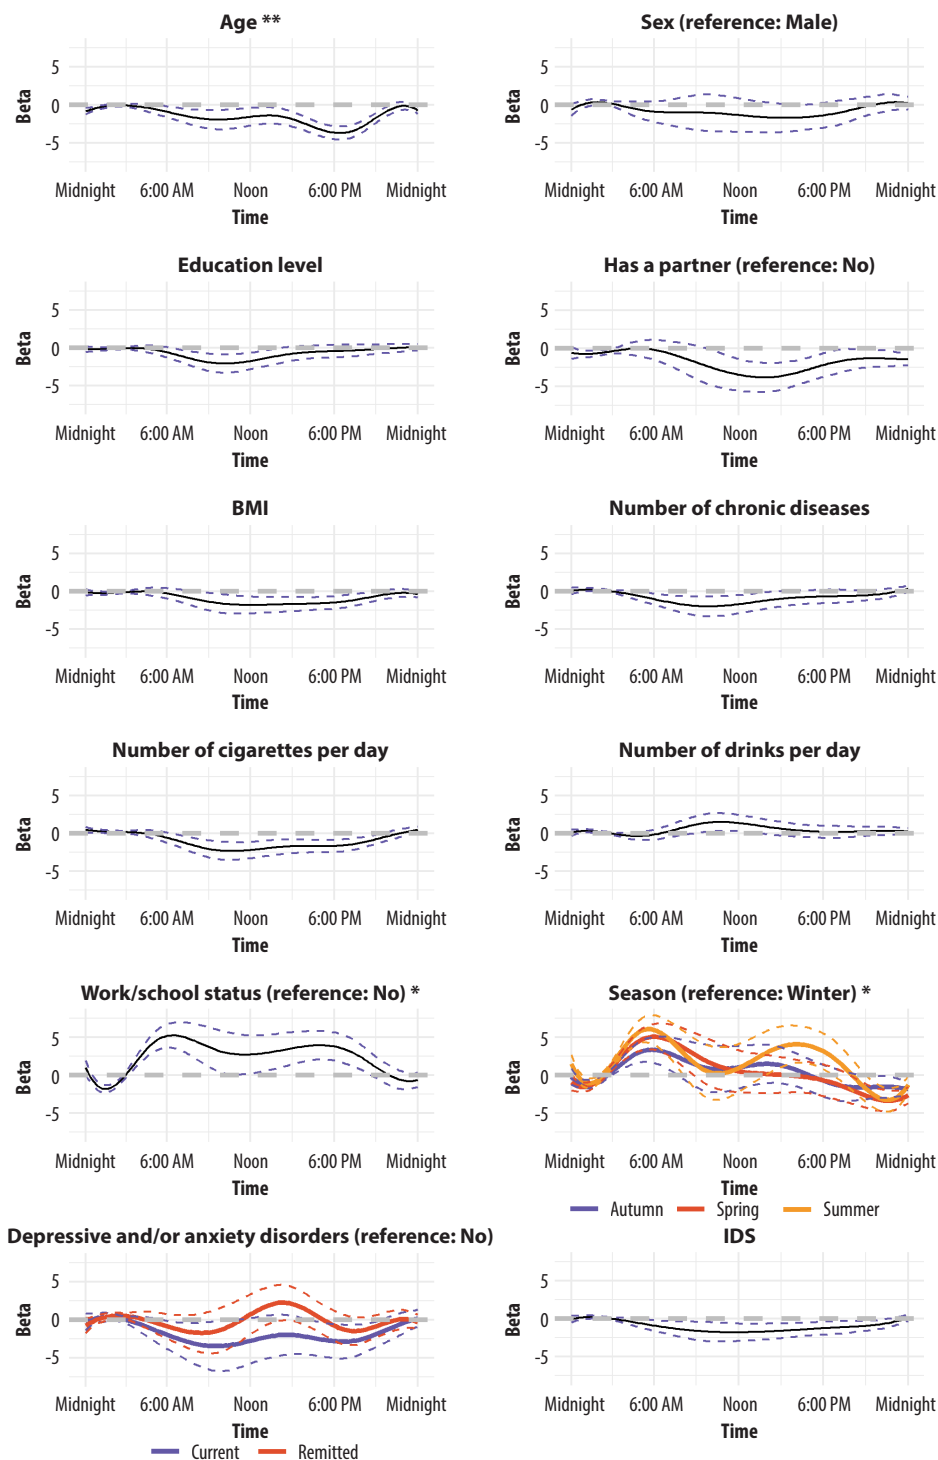 Age **
Beta
5
0
-5
Midnight 6:00 AM Noon 6:00 PM Midnight
Time
Sex (reference: Male)
Beta
5
0
-5
Midnight 6:00 AM Noon 6:00 PM Midnight
Time
Education level
Beta
5
0
-5
Midnight 6:00 AM Noon 6:00 PM Midnight
Time
Has a partner (reference: No)
Beta
5
0
-5
Midnight 6:00 AM Noon 6:00 PM Midnight
Time
BMI
Beta
5
0
-5
Midnight 6:00 AM Noon 6:00 PM Midnight
Time
Number of chronic diseases
Beta
5
0
-5
Midnight 6:00 AM Noon 6:00 PM Midnight
Time
Number of cigarettes per day
Beta
5
0
-5
Midnight 6:00 AM Noon 6:00 PM Midnight
Time
Number of drinks per day
Beta
5
0
-5
Midnight 6:00 AM Noon 6:00 PM Midnight
Time
Work/school status (reference: No) *
Beta
5
0
-5
Midnight 6:00 AM Noon 6:00 PM Midnight
Time
Season (reference: Winter) *
Beta
5
0
-5
Midnight 6:00 AM Noon 6:00 PM Midnight
Time
Autumn Spring Summer
Depressive and/or anxiety disorders (reference: No)
Beta
5
0
-5
Midnight 6:00 AM Noon 6:00 PM Midnight
Time
Current Remitted
IDS
Beta
5
0
-5
Midnight 6:00 AM Noon 6:00 PM Midnight
Time